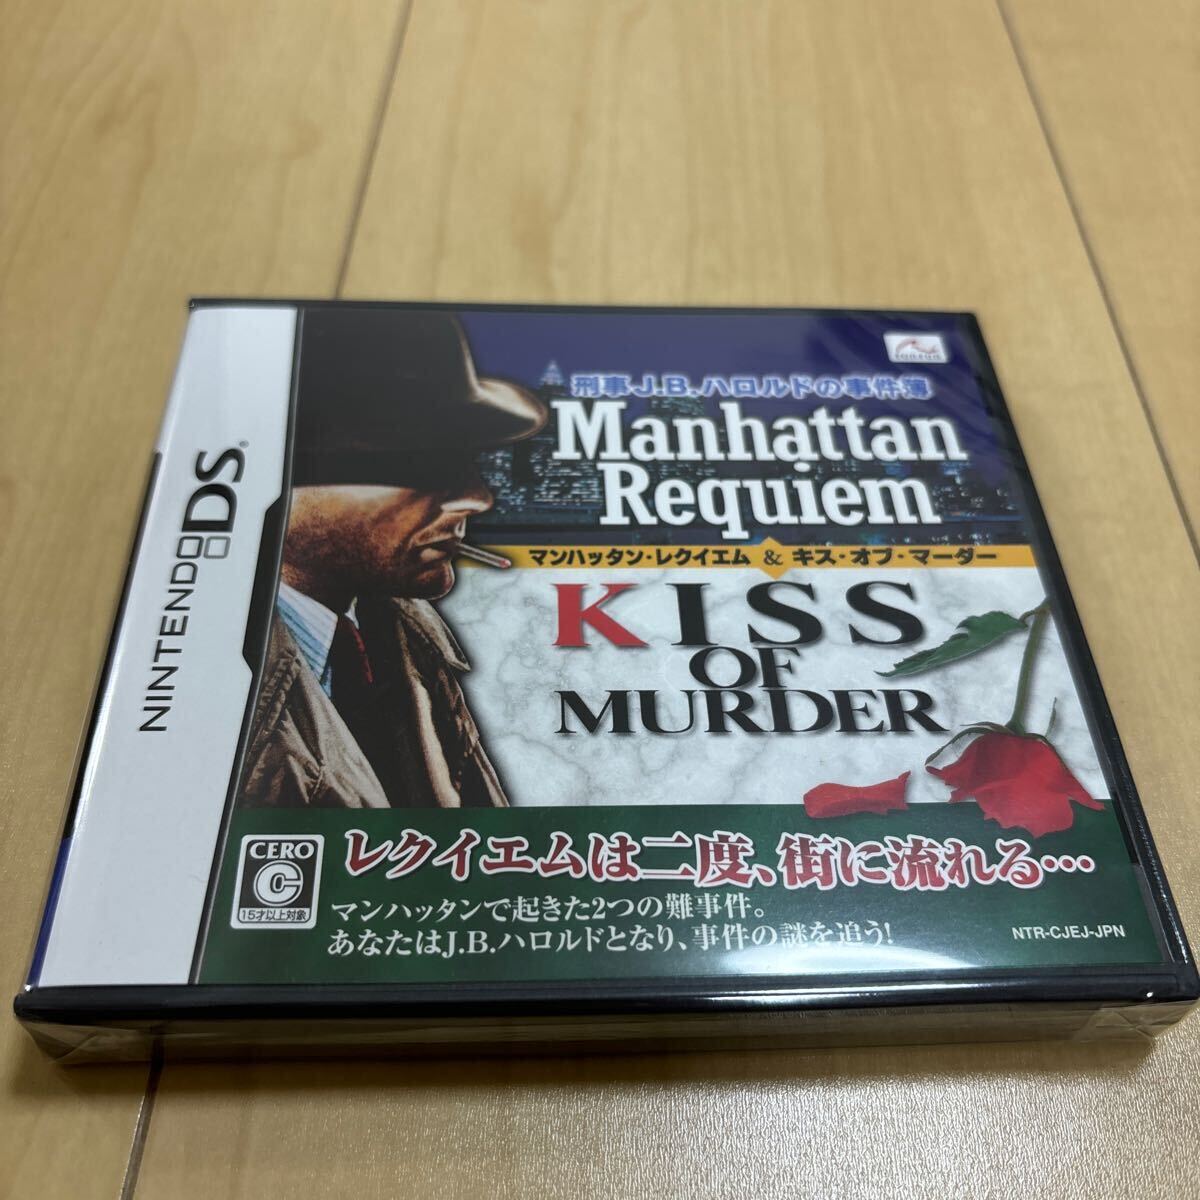 NINTENDO DS
刑事J.B.ハロルドの事件簿
Manhattan
Requiem
マンハッタン・レクイエム & キス・オブ・マーダー
KISS
OF
MURDER
レクイエムは二度、街に流れる…
マンハッタンで起きた2つの難事件。
あなたはJ.B.ハロルドとなり、事件の謎を追う!
CERO
C
15才以上対象
NTR-CJEJ-JPN